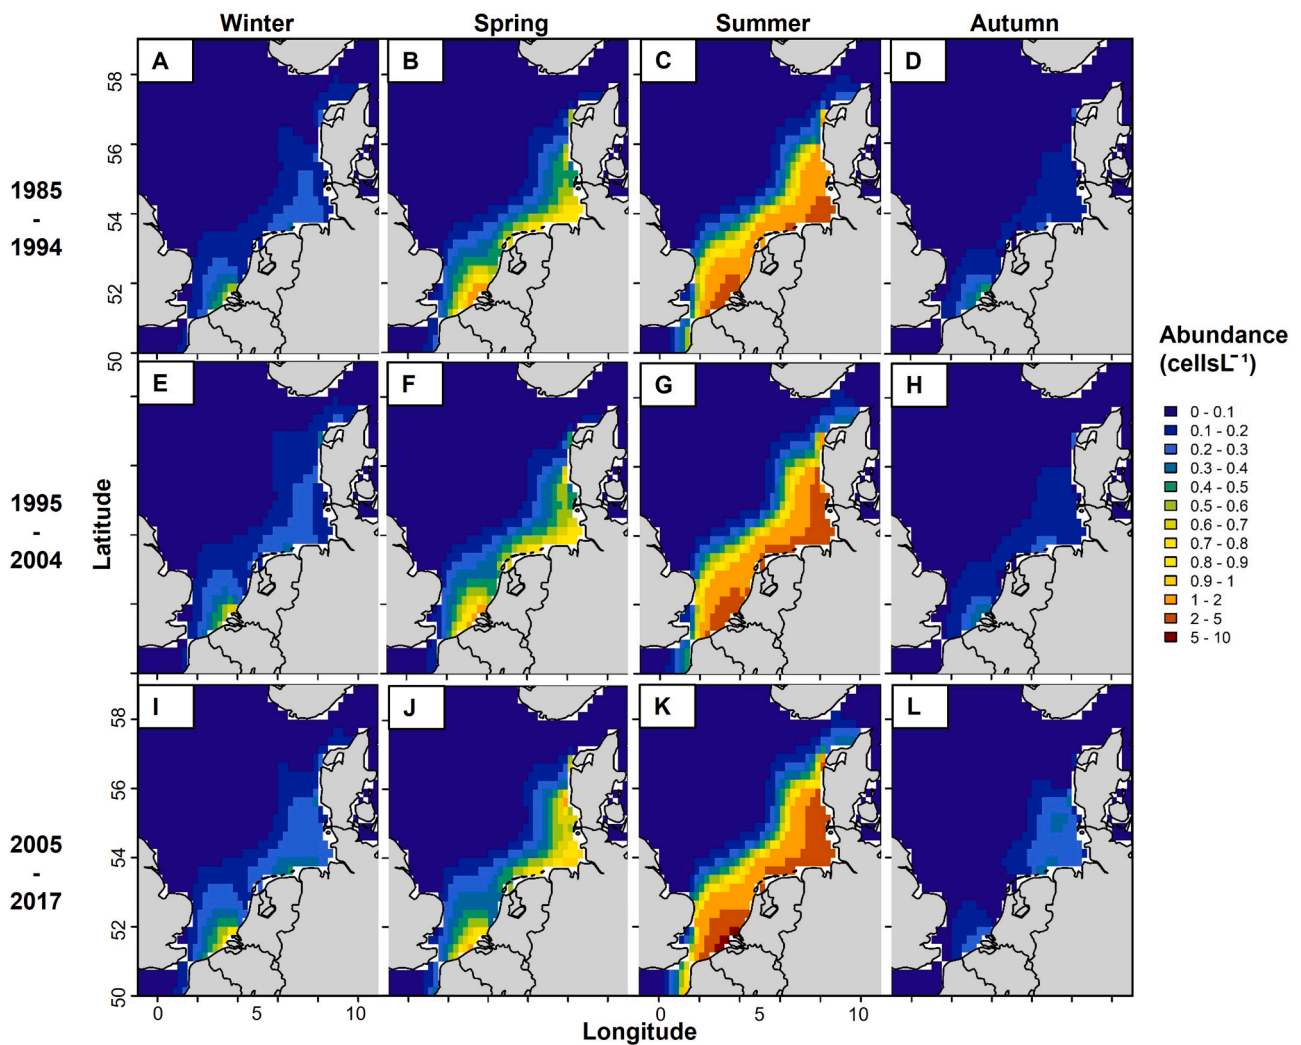 Winter Spring Summer Autumn
A B C D
1985
-
1994
58
56
54
52
50
E F G H
1995
-
2004
Latitude
I J K L
2005
-
2017
58
56
54
52
50
0 5 10 0 5 10
Longitude
Abundance
(cellsL⁻¹)
0 - 0.1
0.1 - 0.2
0.2 - 0.3
0.3 - 0.4
0.4 - 0.5
0.5 - 0.6
0.6 - 0.7
0.7 - 0.8
0.8 - 0.9
0.9 - 1
1 - 2
2 - 5
5 - 10